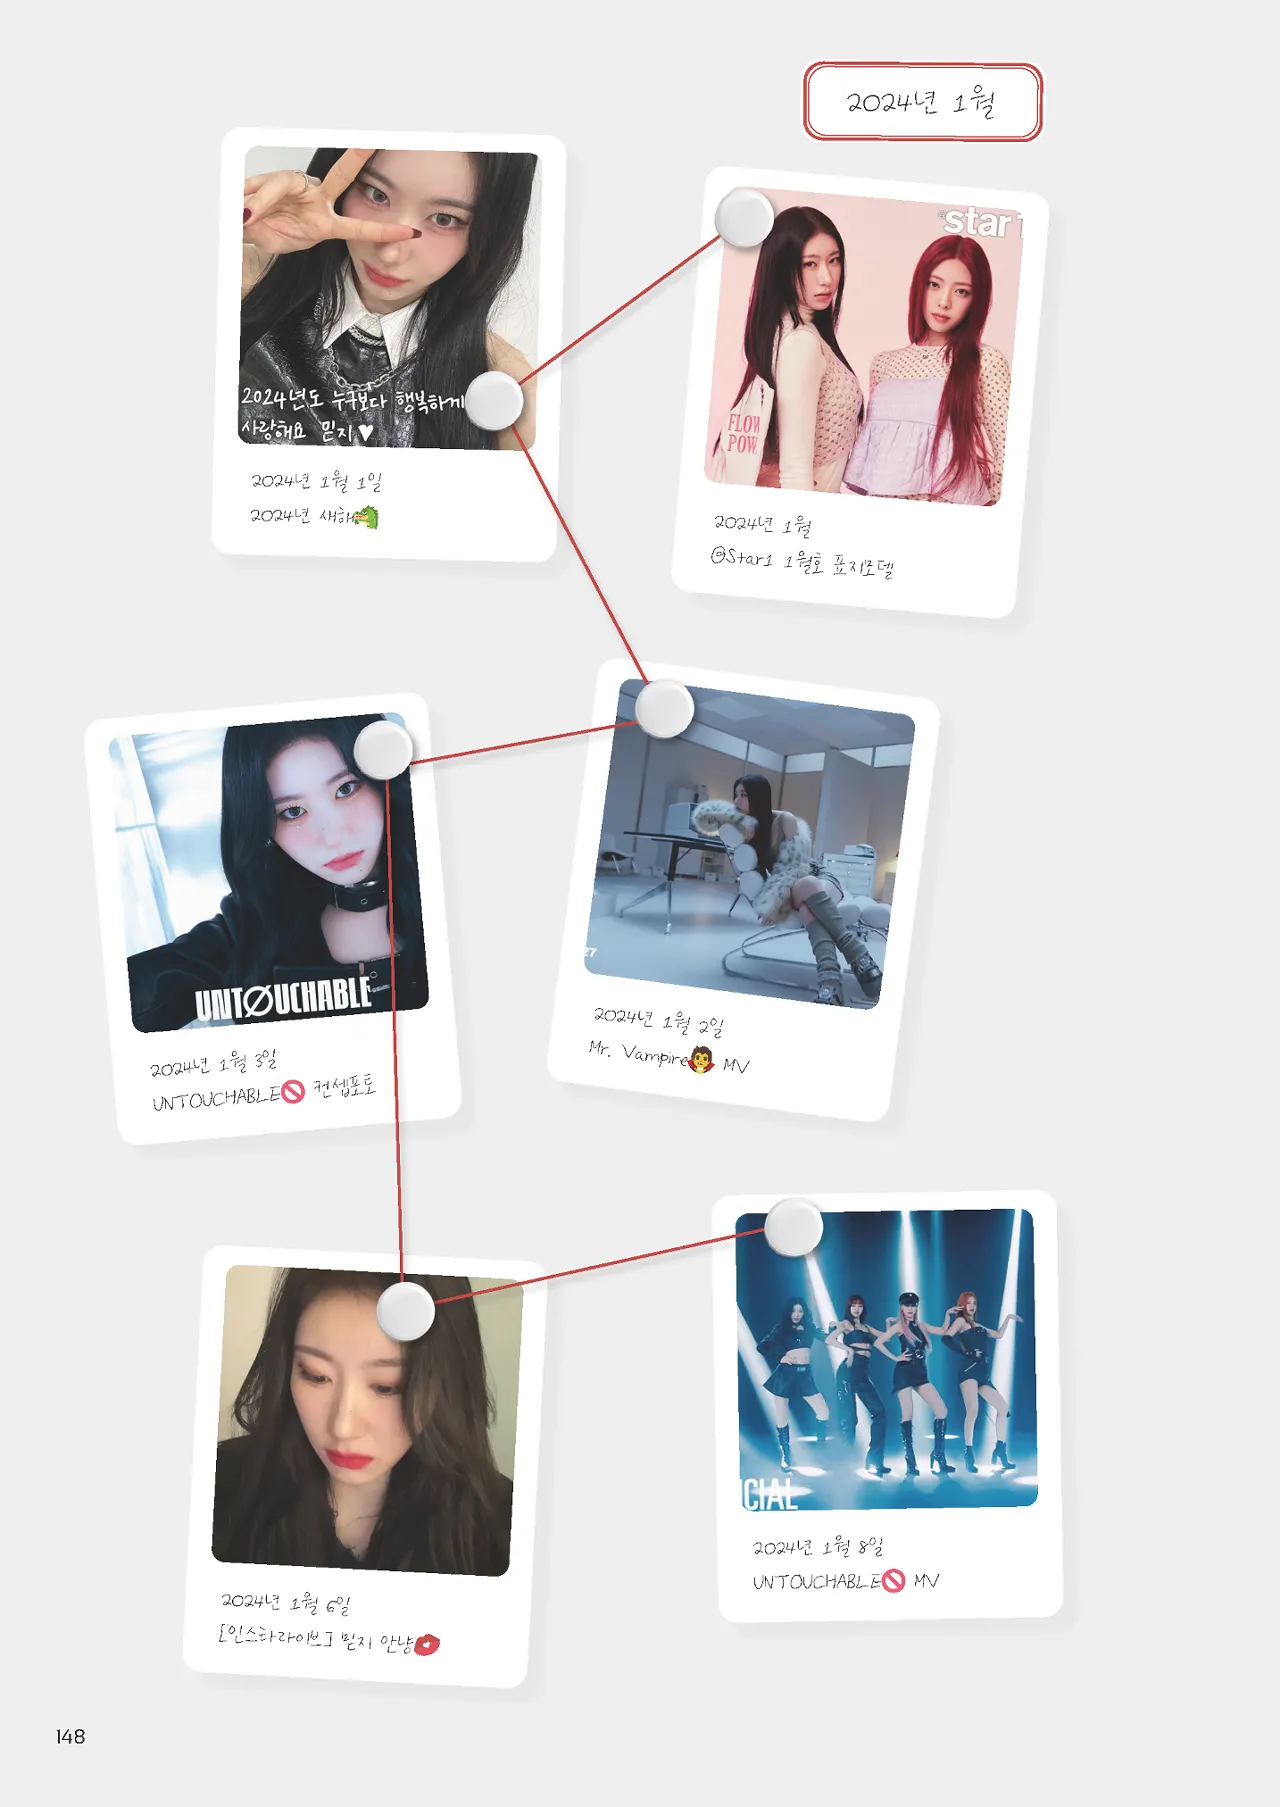 2024년 1월
star1
FLOW
POW.
2024년 1월
@Star1 1월호 표지모델
2024년도 누구보다 행복하게
사랑해요 믿지♥
2024년 1월 1일
2024년 새해🐲
27
2024년 1월 2일
Mr. Vampire🧛 MV
UNTØUCHABLE
2024년 1월 3일
UNTOUCHABLE🚫 컨셉포토
2024년 1월 6일
[인스타라이브] 믿지 안냥💋
ICIAL
2024년 1월 8일
UNTOUCHABLE🚫 MV
148